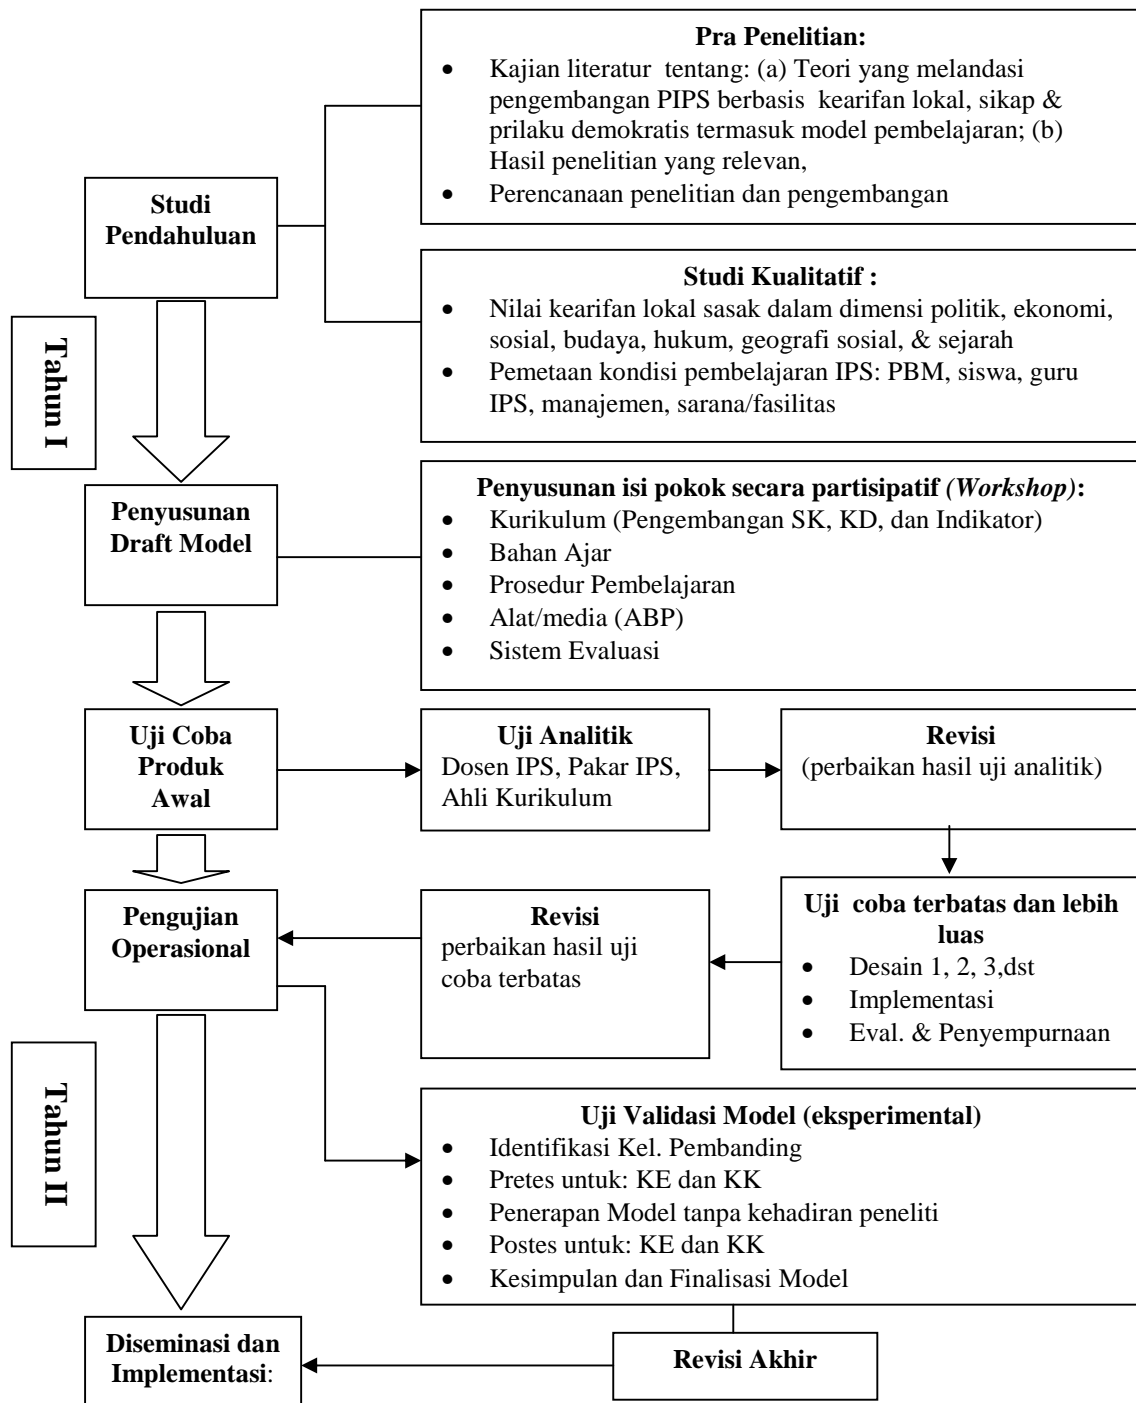 Pra Penelitian:
• Kajian literatur tentang: (a) Teori yang melandasi
pengembangan PIPS berbasis kearifan lokal, sikap &
prilaku demokratis termasuk model pembelajaran; (b)
Hasil penelitian yang relevan,
• Perencanaan penelitian dan pengembangan
Studi
Pendahuluan
Studi Kualitatif :
• Nilai kearifan lokal sasak dalam dimensi politik, ekonomi,
sosial, budaya, hukum, geografi sosial, & sejarah
• Pemetaan kondisi pembelajaran IPS: PBM, siswa, guru
IPS, manajemen, sarana/fasilitas
Tahun I
Penyusunan
Draft Model
Penyusunan isi pokok secara partisipatif (Workshop):
• Kurikulum (Pengembangan SK, KD, dan Indikator)
• Bahan Ajar
• Prosedur Pembelajaran
• Alat/media (ABP)
• Sistem Evaluasi
Uji Coba
Produk
Awal
Uji Analitik
Dosen IPS, Pakar IPS,
Ahli Kurikulum
Revisi
(perbaikan hasil uji analitik)
Pengujian
Operasional
Revisi
perbaikan hasil uji
coba terbatas
Uji coba terbatas dan lebih
luas
• Desain 1, 2, 3,dst
• Implementasi
• Eval. & Penyempurnaan
Tahun II
Uji Validasi Model (eksperimental)
• Identifikasi Kel. Pembanding
• Pretes untuk: KE dan KK
• Penerapan Model tanpa kehadiran peneliti
• Postes untuk: KE dan KK
• Kesimpulan dan Finalisasi Model
Diseminasi dan
Implementasi:
Revisi Akhir